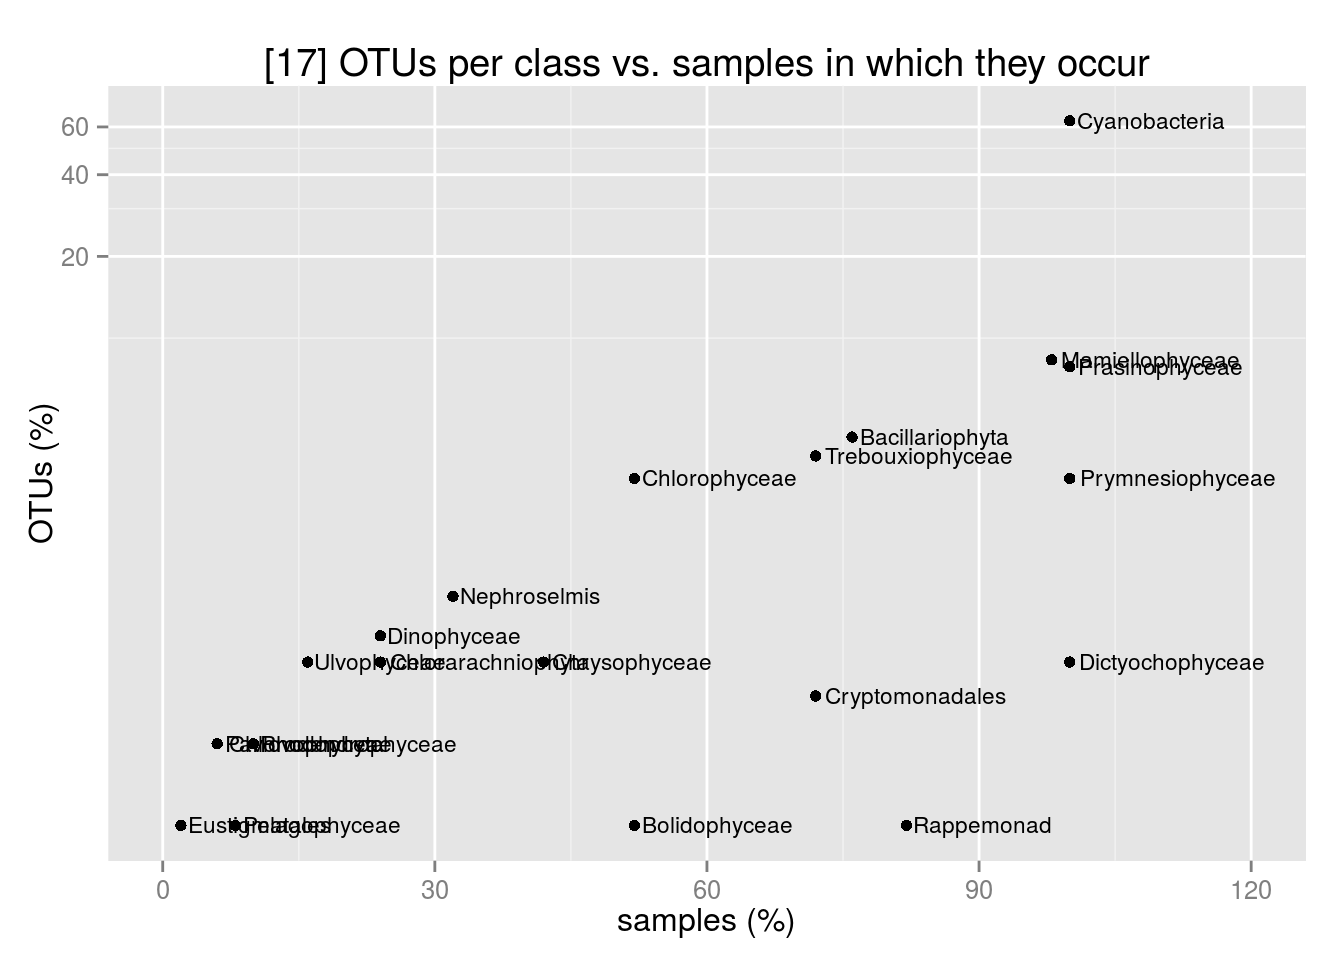 [17] OTUs per class vs. samples in which they occur
60
Cyanobacteria
40
20
Mamiellophyceae
Prasinophyceae
Bacillariophyta
Trebouxiophyceae
Chlorophyceae
Prymnesiophyceae
OTUs (%)
Nephroselmis
Dinophyceae
Ulvophyceae
Chlorarachniophyta
Chrysophyceae
Dictyochophyceae
Cryptomonadales
Eustigmatales
Pelagophyceae
Bolidophyceae
Rappemonad
0
30
60
90
120
samples (%)